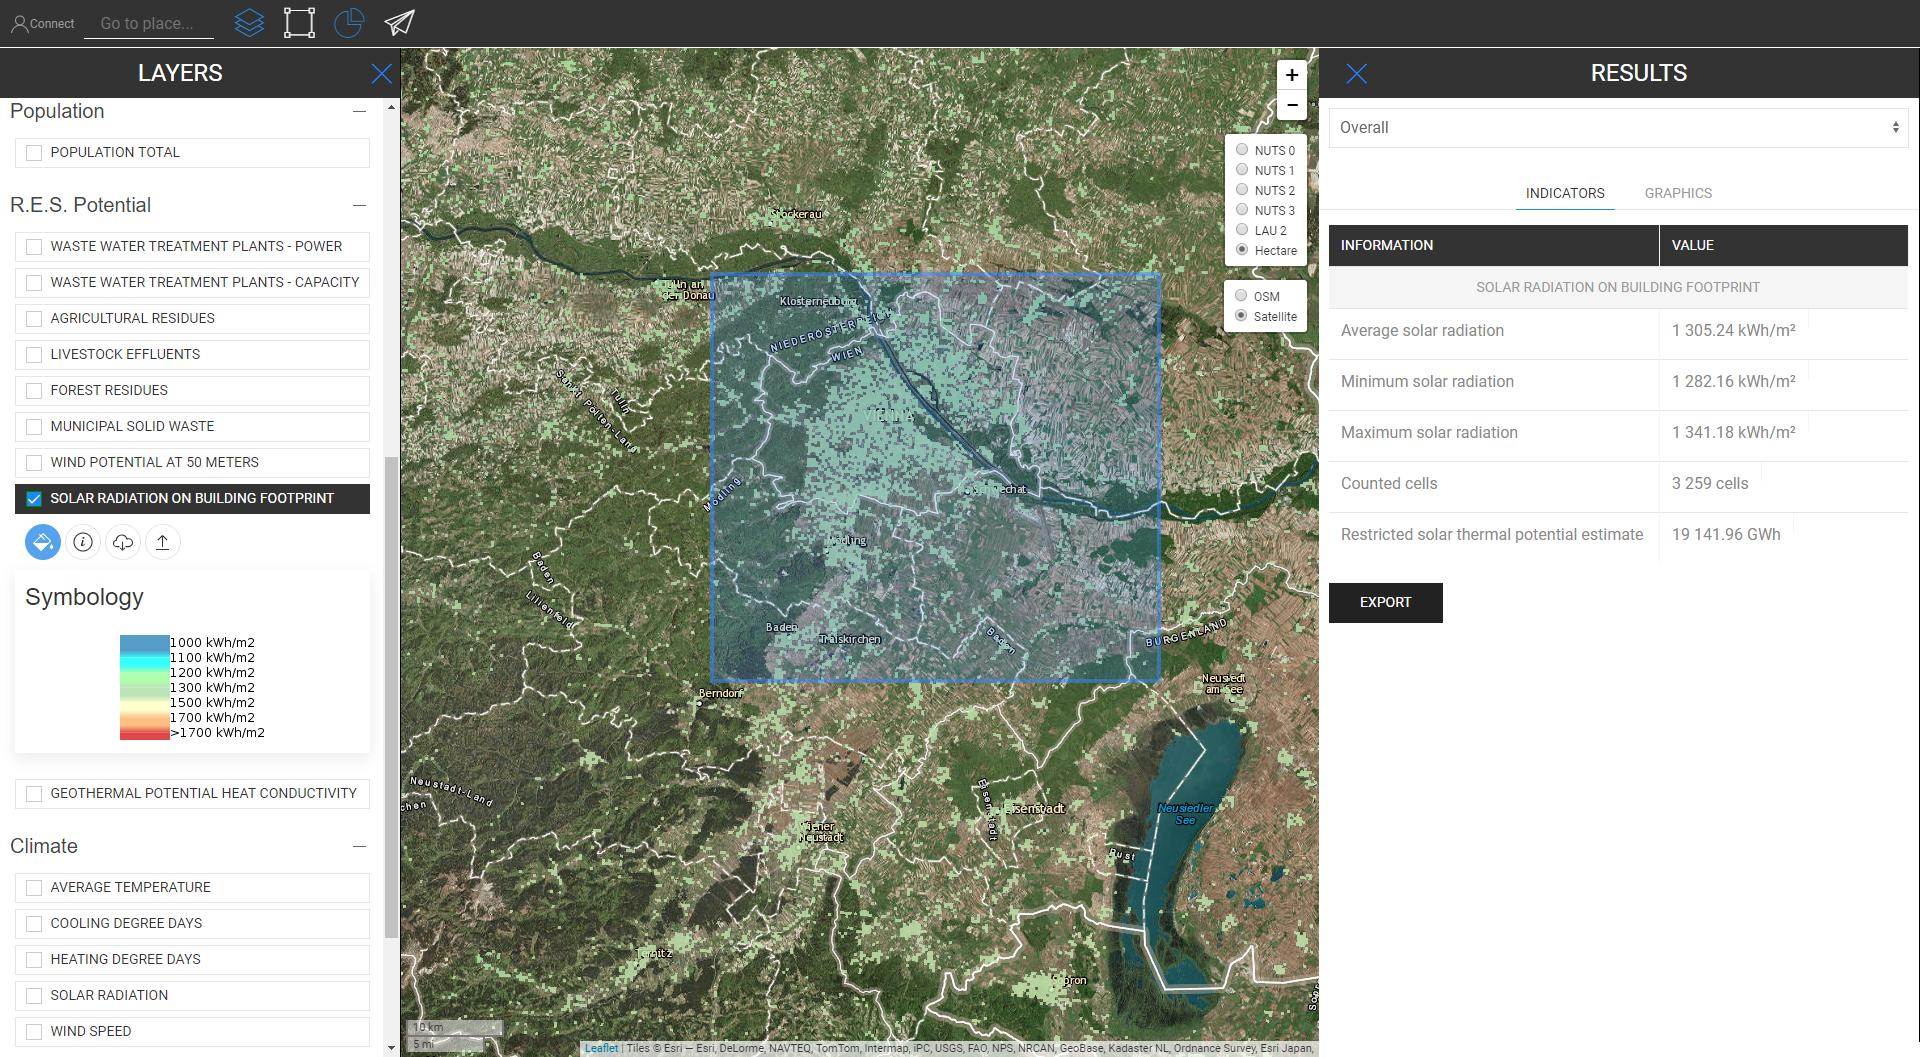 Connect
Go to place...
LAYERS
Population
POPULATION TOTAL
R.E.S. Potential
WASTE WATER TREATMENT PLANTS - POWER
WASTE WATER TREATMENT PLANTS - CAPACITY
AGRICULTURAL RESIDUES
LIVESTOCK EFFLUENTS
FOREST RESIDUES
MUNICIPAL SOLID WASTE
WIND POTENTIAL AT 50 METERS
SOLAR RADIATION ON BUILDING FOOTPRINT
Symbology
1000 kWh/m2
1100 kWh/m2
1200 kWh/m2
1300 kWh/m2
1500 kWh/m2
1700 kWh/m2
>1700 kWh/m2
GEOTHERMAL POTENTIAL HEAT CONDUCTIVITY
Climate
AVERAGE TEMPERATURE
COOLING DEGREE DAYS
HEATING DEGREE DAYS
SOLAR RADIATION
WIND SPEED
+
−
NUTS 0
NUTS 1
NUTS 2
NUTS 3
LAU 2
Hectare
OSM
Satellite
Stockerau
der Donau
Klosterneuburg
NIEDERÖSTERREICH
WIEN
Tulln
Sankt Pölten-Land
Mödling
Baden
Lilienfeld
Baden
Traiskirchen
Baden
BURGENLAND
Berndorf
Neusiedl
am See
Neustadt-Land
Eisenstadt
Eisenstadt
Neusiedler
See
Wiener
Neustadt
Rust
10 km
5 mi
Leaflet | Tiles © Esri — Esri, DeLorme, NAVTEQ, TomTom, Intermap, iPC, USGS, FAO, NPS, NRCAN, GeoBase, Kadaster NL, Ordnance Survey, Esri Japan,
RESULTS
Overall
INDICATORS GRAPHICS
INFORMATION VALUE
SOLAR RADIATION ON BUILDING FOOTPRINT
Average solar radiation 1 305.24 kWh/m²
Minimum solar radiation 1 282.16 kWh/m²
Maximum solar radiation 1 341.18 kWh/m²
Counted cells 3 259 cells
Restricted solar thermal potential estimate 19 141.96 GWh
EXPORT